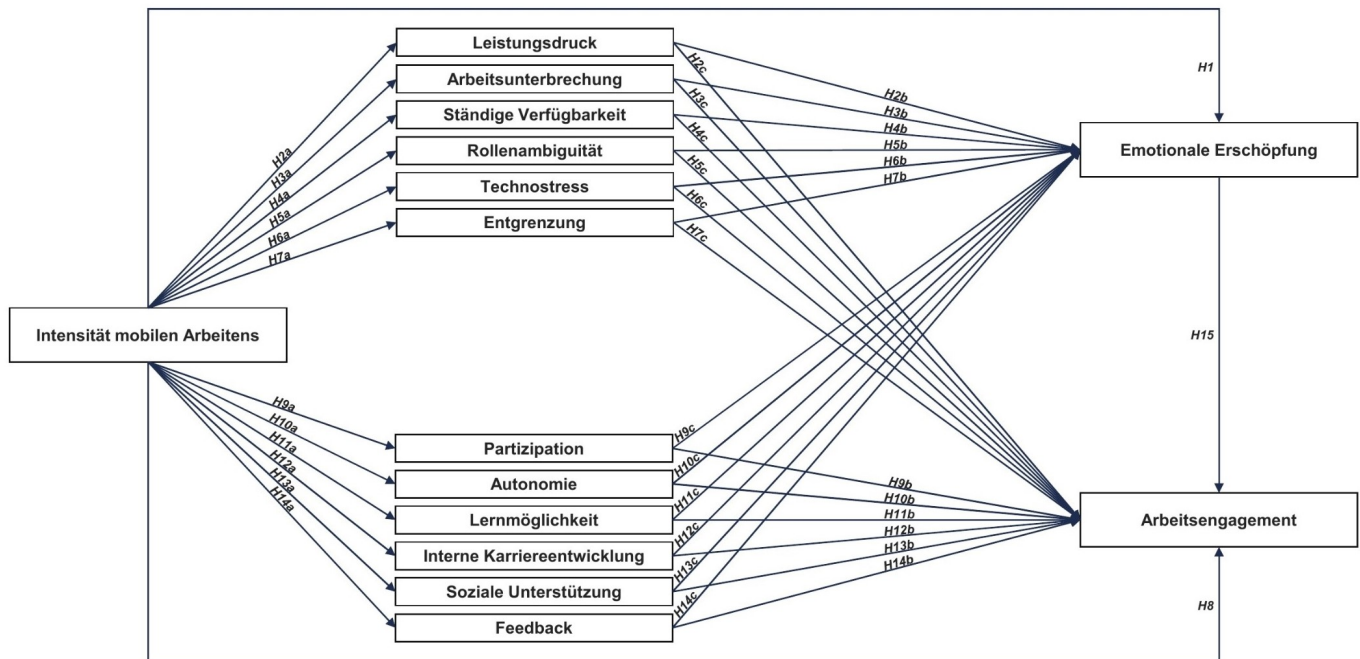 Leistungsdruck
Arbeitsunterbrechung
Ständige Verfügbarkeit
Rollenambiguität
Technostress
Entgrenzung
H2a
H3a
H4a
H5a
H6a
H7a
H2c
H3c
H4c
H5c
H6c
H7c
H2b
H3b
H4b
H5b
H6b
H7b
H1
Emotionale Erschöpfung
Intensität mobilen Arbeitens
H15
H9a
H10a
H11a
H12a
H13a
H14a
Partizipation
Autonomie
Lernmöglichkeit
Interne Karriereentwicklung
Soziale Unterstützung
Feedback
H9c
H10c
H11c
H12c
H13c
H14c
H9b
H10b
H11b
H12b
H13b
H14b
Arbeitsengagement
H8